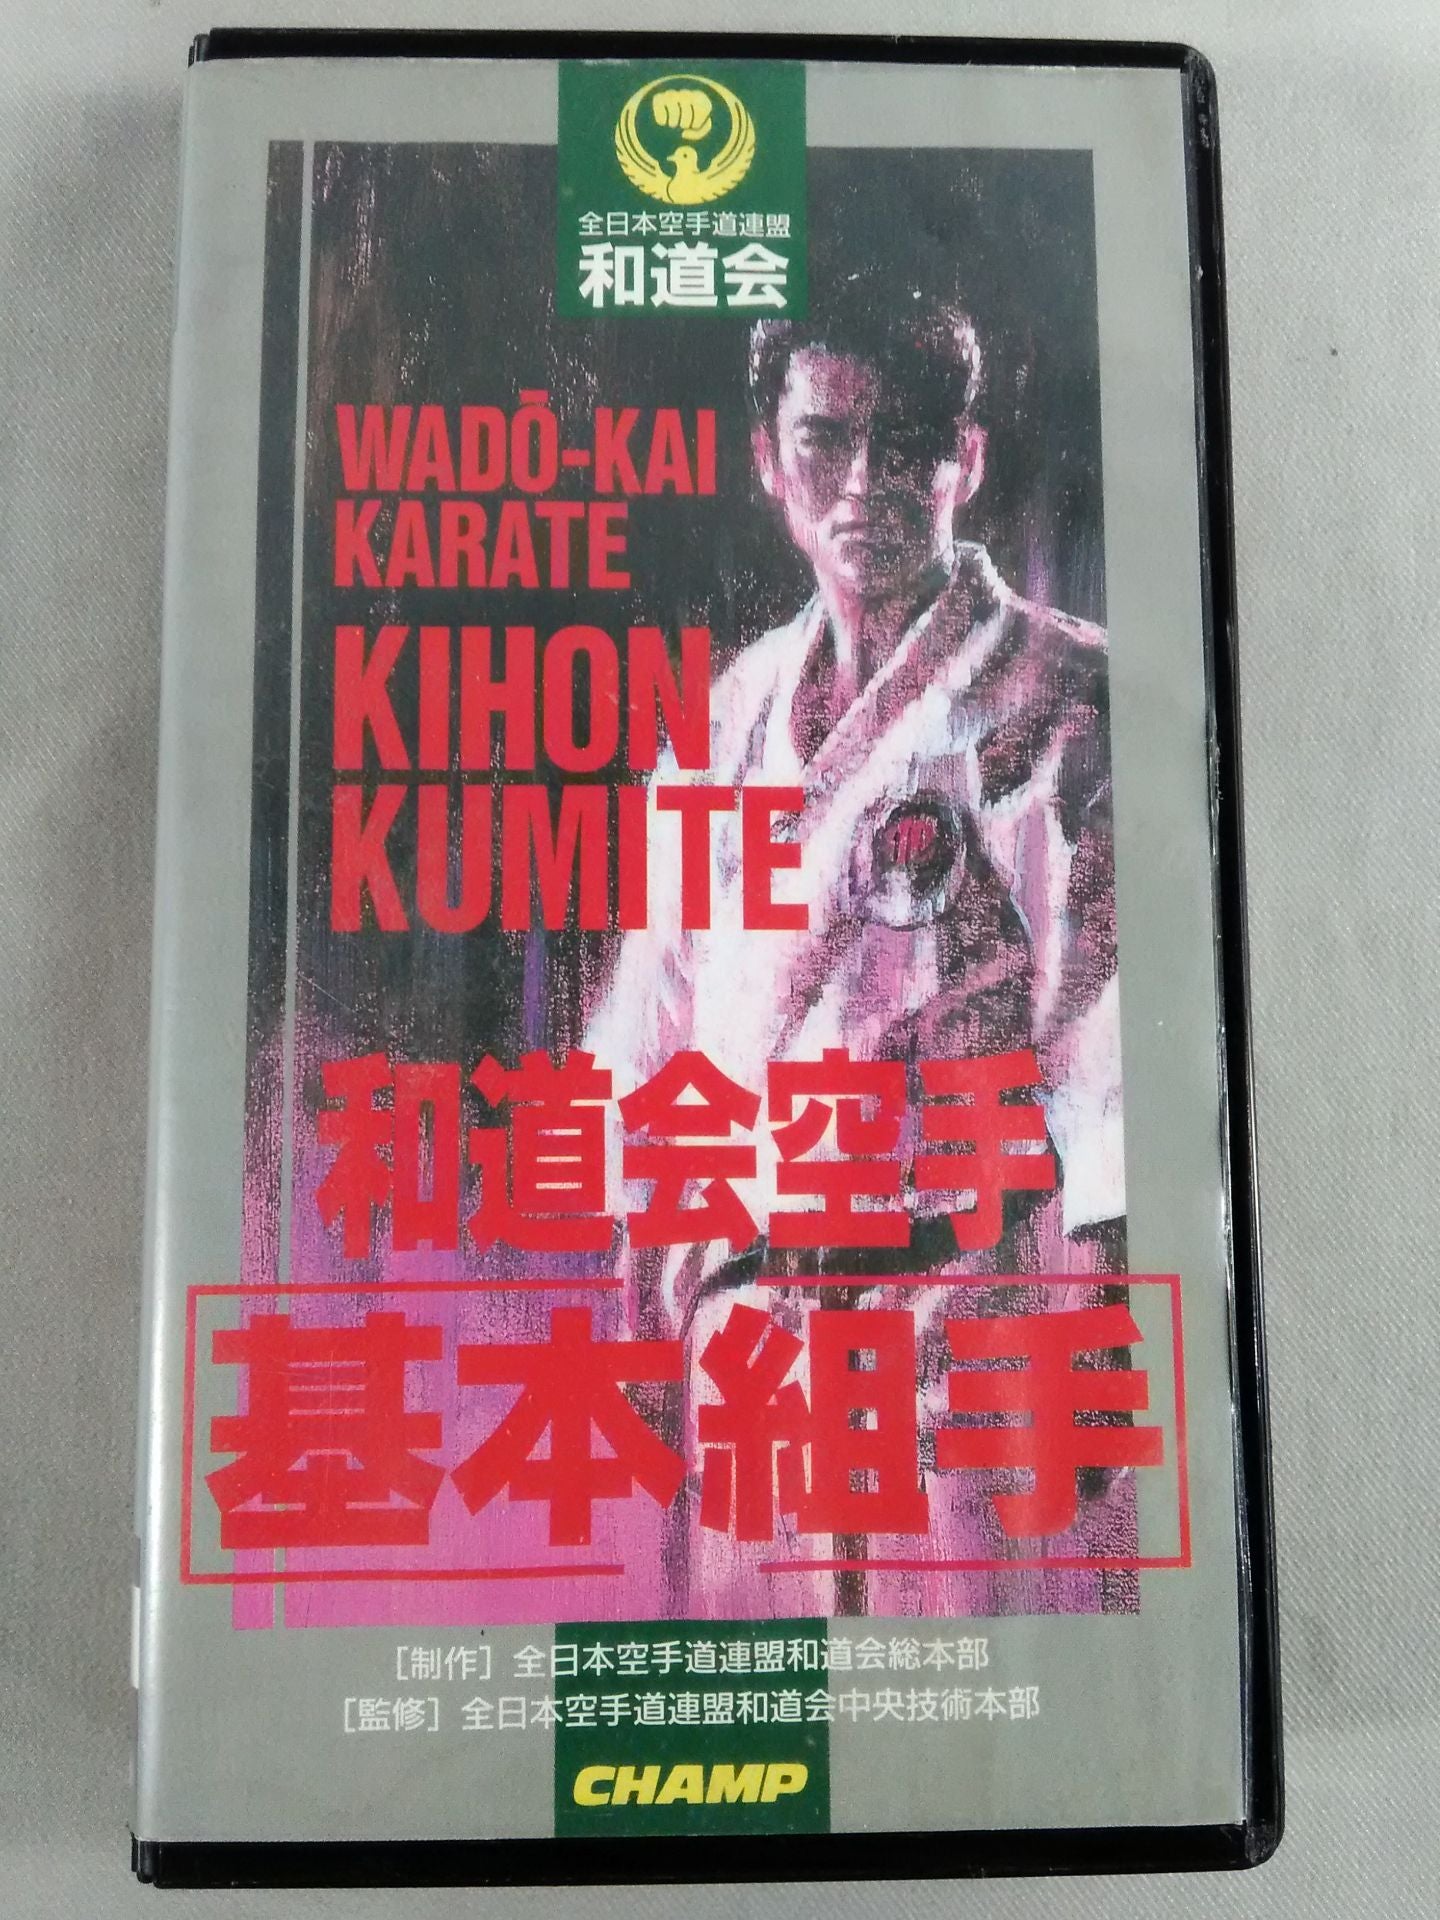 全日本空手道連盟
和道会
WADŌ-KAI
KARATE
KIHON
KUMITE
和道会空手
基本組手
[制作] 全日本空手道連盟和道会総本部
[監修] 全日本空手道連盟和道会中央技術本部
CHAMP